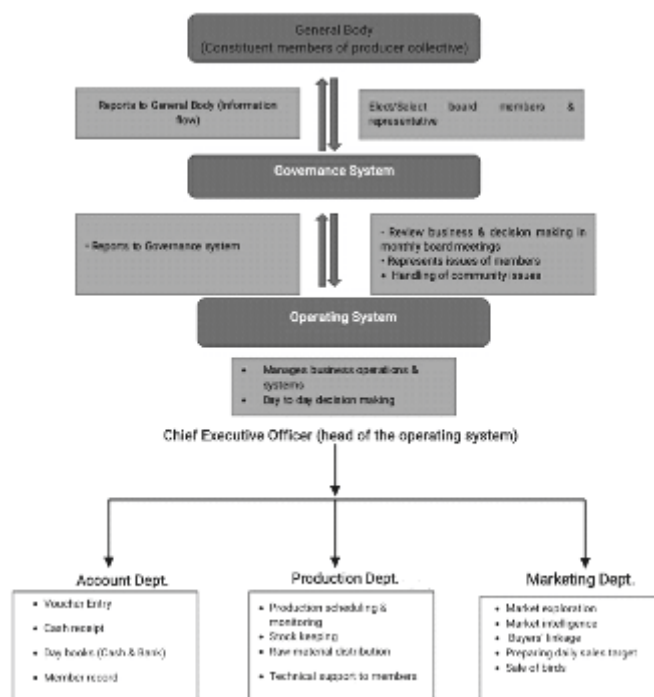 General Body
(Constituent members of producer collective)
Reports to General Body (Information
flow)
Elect/Select board members &
representative
Governance System
- Reports to Governance system
- Review business & decision making in
monthly board meetings
- Represents issues of members
• Handling of community issues
Operating System
• Manages business operations &
systems
• Day to day decision making
Chief Executive Officer (head of the operating system)
Account Dept.
• Voucher Entry
• Cash receipt
• Day books (Cash & Bank)
• Member record
Production Dept.
• Production scheduling &
monitoring
• Stock keeping
• Raw material distribution
• Technical support to members
Marketing Dept.
• Market exploration
• Market intelligence
• Buyers' linkage
• Preparing daily sales target
• Sale of birds